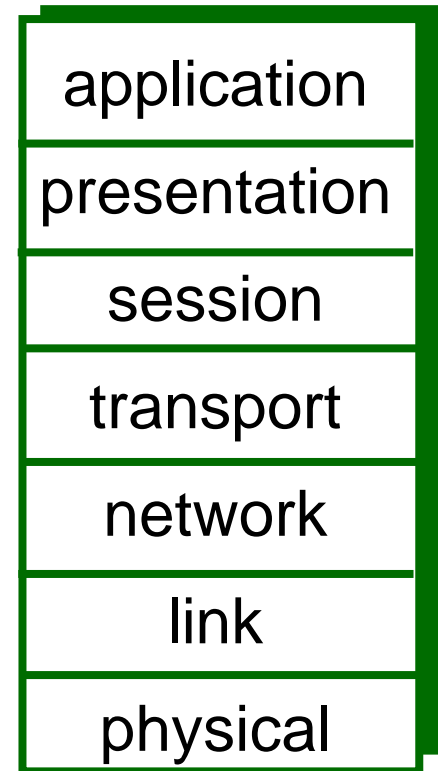 application
presentation
session
transport
network
link
physical